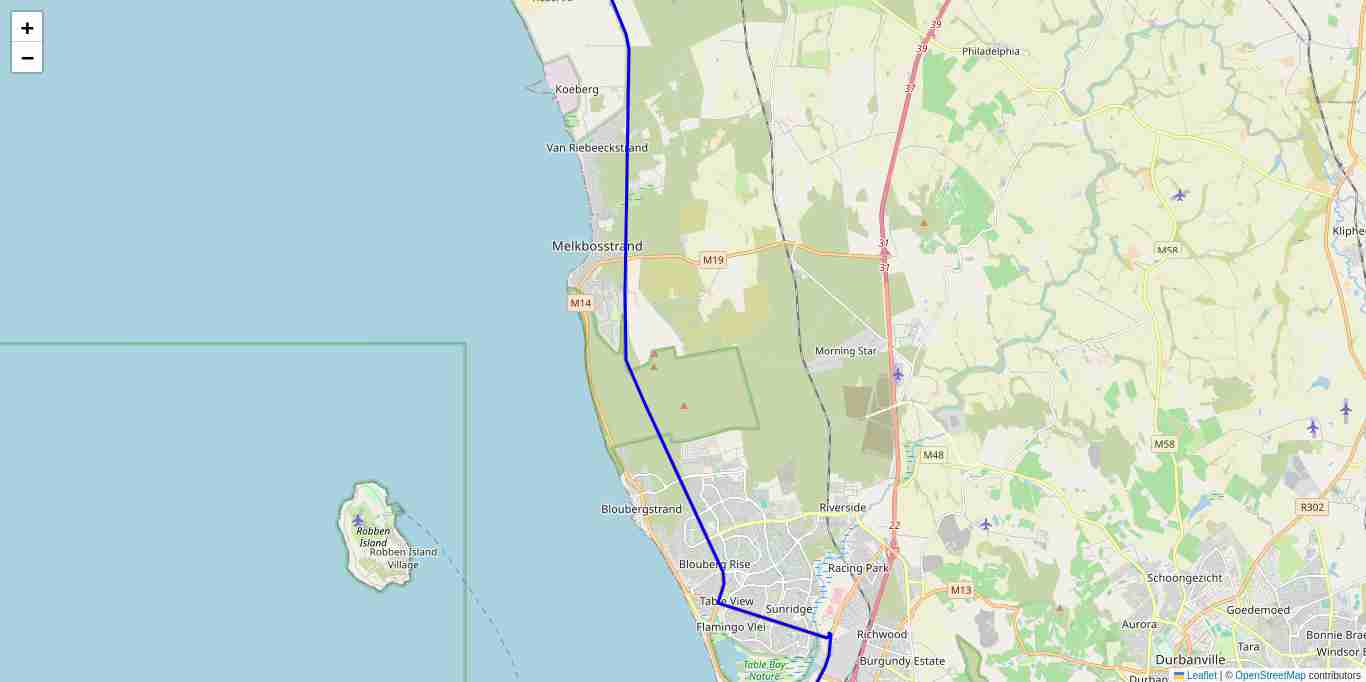 +
−
Koeberg
Philadelphia
39
39
37
Van Riebeeckstrand
Melkbosstrand
M19
31
31
M58
M14
Morning Star
M58
M48
R302
Bloubergstrand
Riverside
22
Robben
Island
Robben Island
Village
Blouberg Rise
Racing Park
Schoongezicht
M13
Table View
Sunridge
Goedemoed
Flamingo Vlei
Richwood
Aurora
Tara
Bonnie Brae
Windsor E
Burgundy Estate
Durbanville
Table Bay
Nature
Durban
Leaflet | © OpenStreetMap contributors